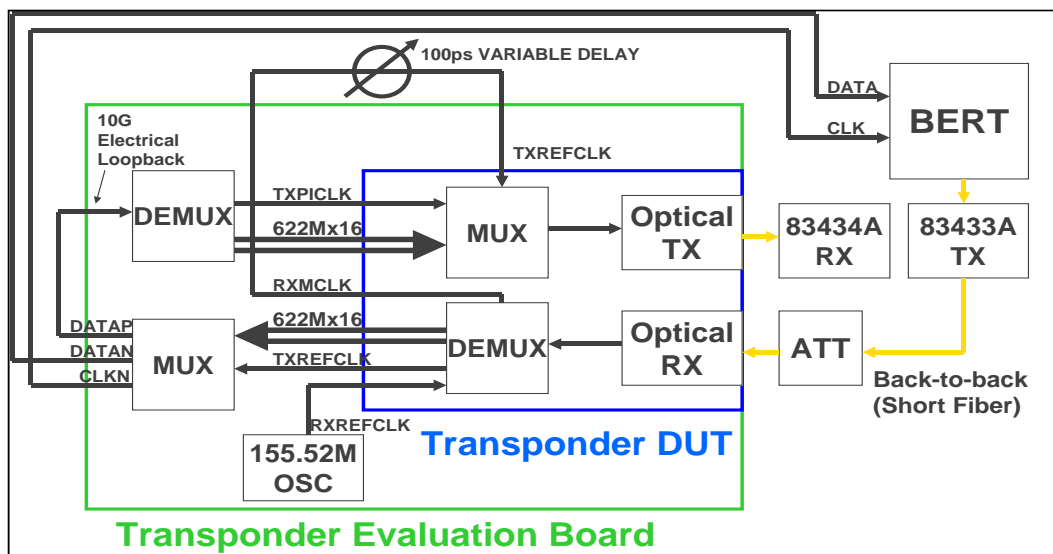 100ps VARIABLE DELAY
DATA
BERT
CLK
10G
Electrical
Loopback
TXREFCLK
DEMUX
TXPICLK
622Mx16
MUX
Optical
TX
83434A
RX
83433A
TX
RXMCLK
DATAP
DATAN
CLKN
MUX
622Mx16
TXREFCLK
DEMUX
Optical
RX
ATT
Back-to-back
(Short Fiber)
RXREFCLK
155.52M
OSC
Transponder DUT
Transponder Evaluation Board